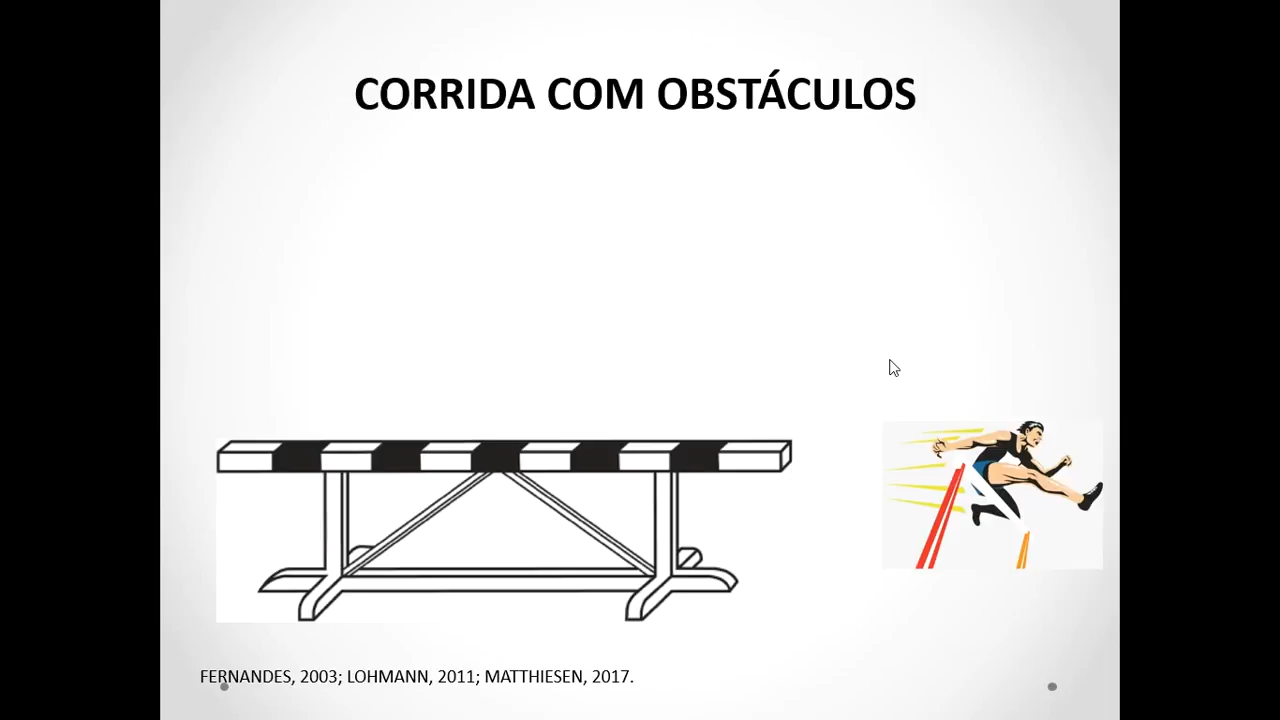 CORRIDA COM OBSTÁCULOS
FERNANDES, 2003; LOHMANN, 2011; MATTHIESEN, 2017.